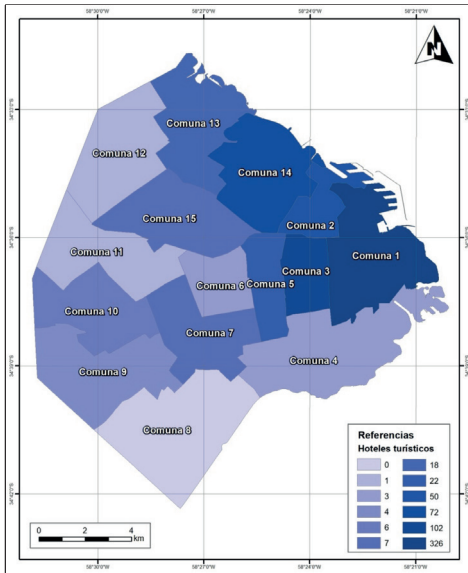 58°30'0"O 58°27'0"O 58°24'0"O 58°21'0"O
N
Comuna 13
Comuna 12
Comuna 14
Comuna 15
Comuna 2
Comuna 11
Comuna 1
Comuna 3
Comuna 6
Comuna 5
Comuna 10
Comuna 7
Comuna 4
Comuna 9
Comuna 8
Referencias
Hoteles turísticos
0 18
1 22
3 50
4 72
6 102
7 326
0 2 4
km
58°30'0"O 58°27'0"O 58°24'0"O 58°21'0"O